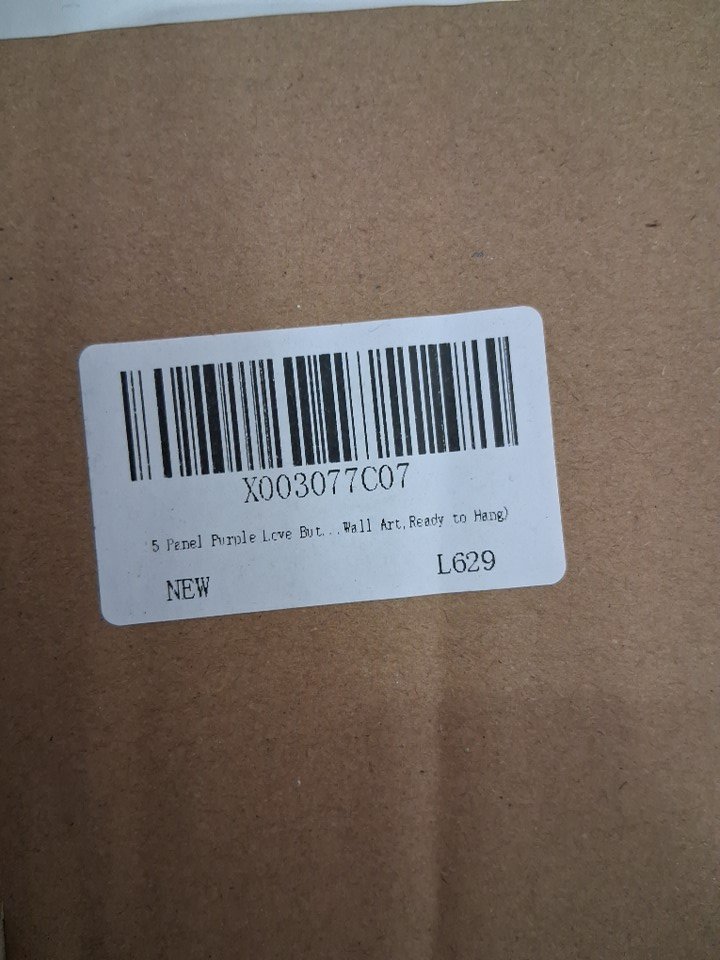 X003077C07
5 Panel Purple Love But...Wall Art,Ready to Hang)
NEW
L629